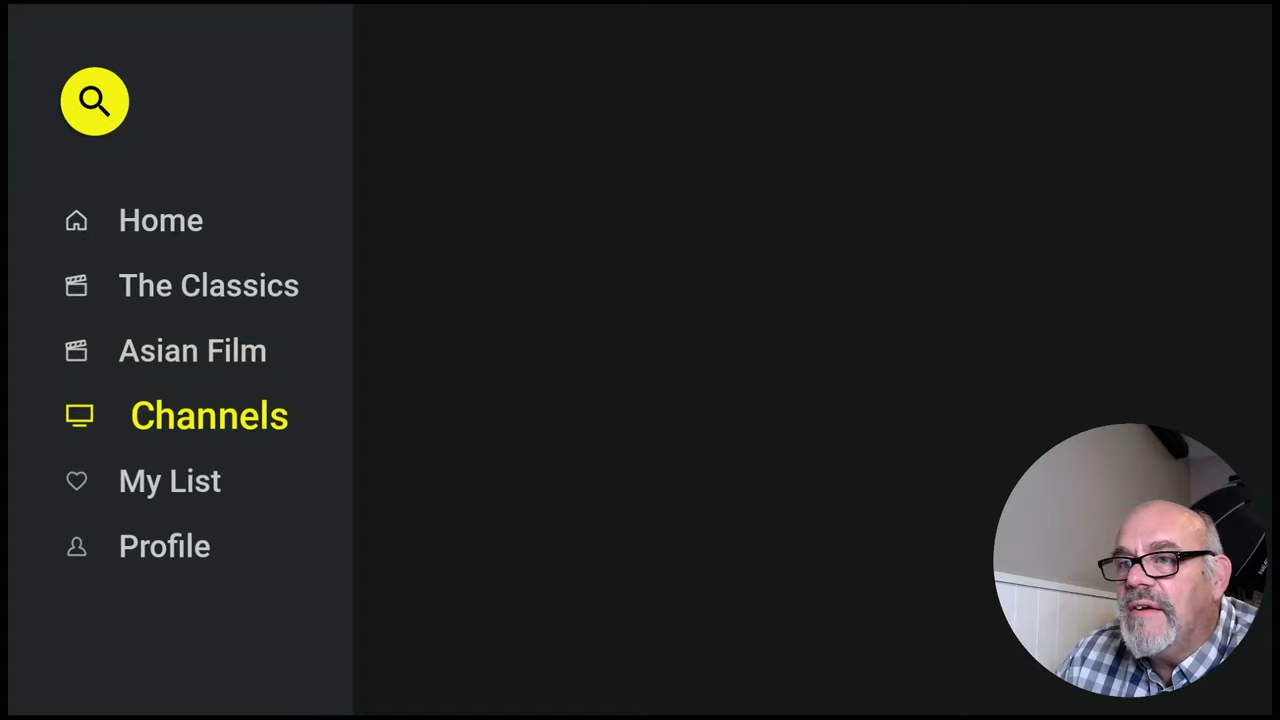 Home
The Classics
Asian Film
Channels
My List
Profile